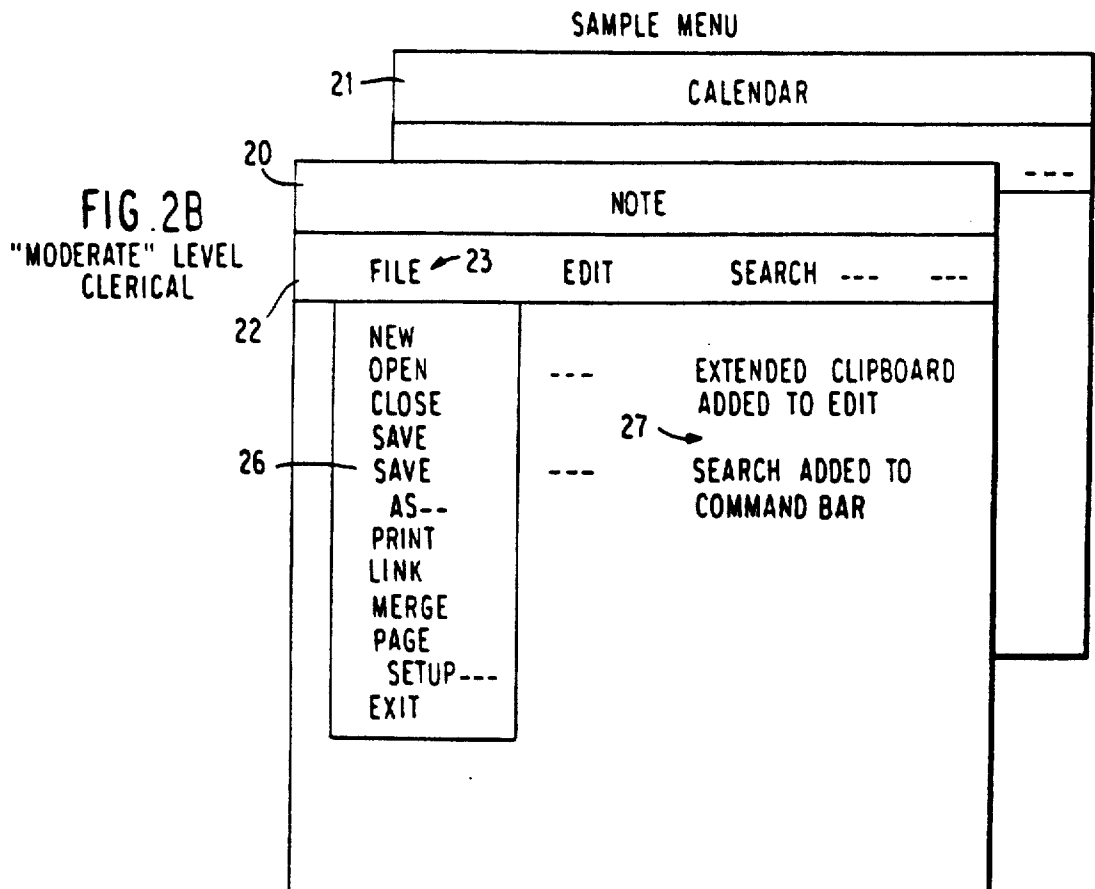 SAMPLE MENU
21
CALENDAR
---
20
NOTE
FIG.2B
"MODERATE" LEVEL
CLERICAL
22
FILE 23 EDIT SEARCH --- ---
NEW
OPEN
CLOSE
SAVE
26 SAVE
AS--
PRINT
LINK
MERGE
PAGE
SETUP---
EXIT
---
---
EXTENDED CLIPBOARD
ADDED TO EDIT
27
SEARCH ADDED TO
COMMAND BAR